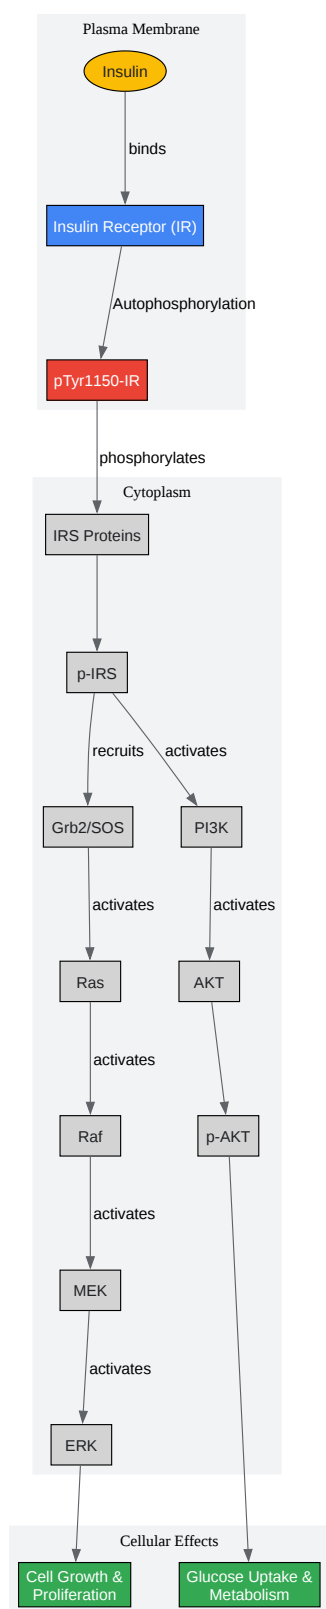 Plasma Membrane
Insulin
binds
Insulin Receptor (IR)
Autophosphorylation
pTyr1150-IR
phosphorylates
Cytoplasm
IRS Proteins
p-IRS
recruits
activates
Grb2/SOS
PI3K
activates
activates
Ras
AKT
activates
Raf
p-AKT
activates
MEK
activates
ERK
Cellular Effects
Cell Growth &
Proliferation
Glucose Uptake &
Metabolism